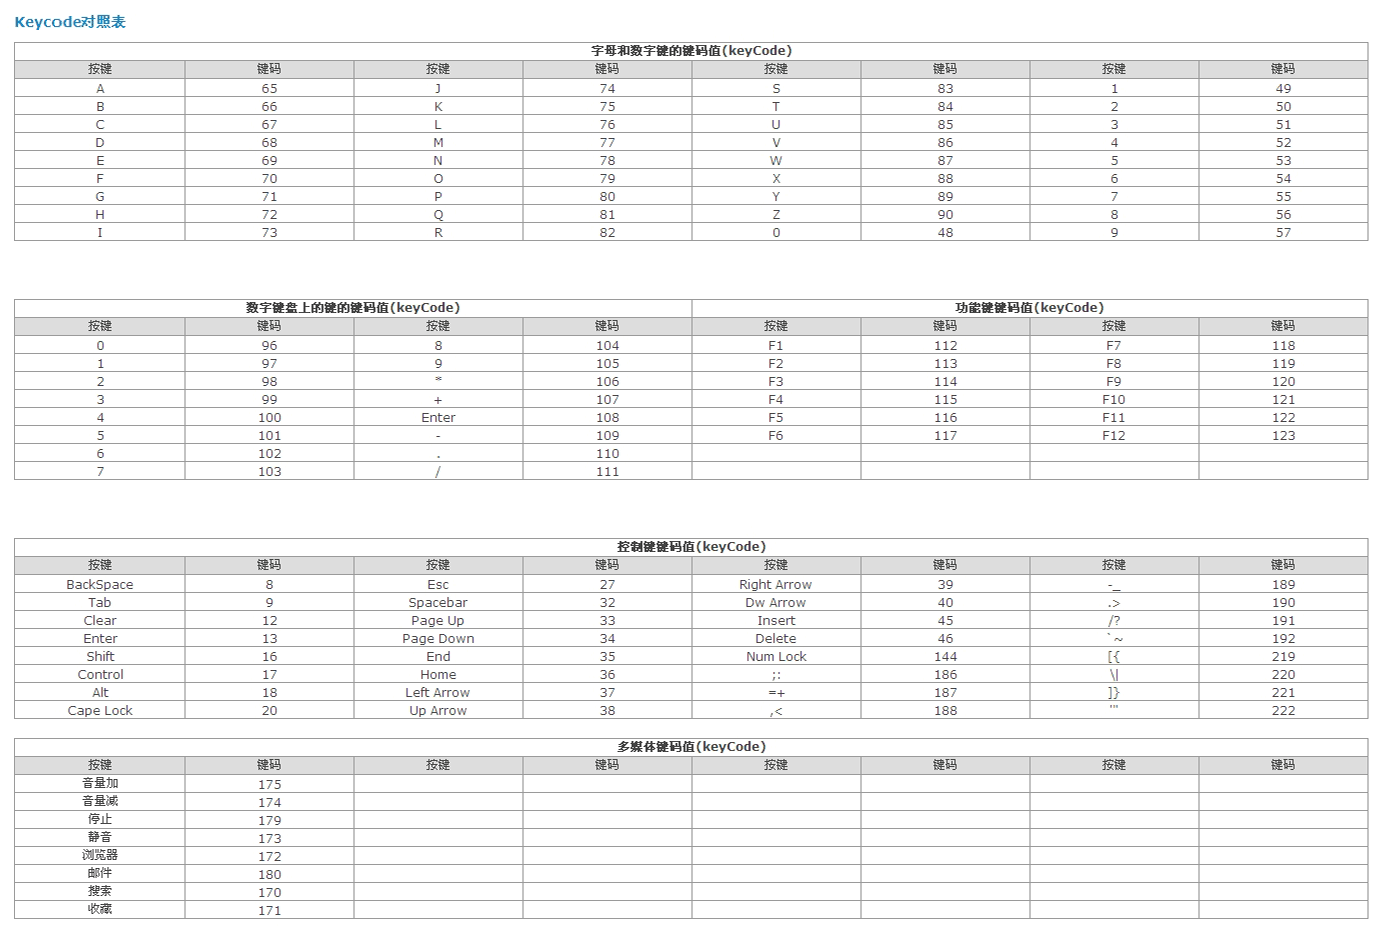 Keycode对照表
字母和数字键的键码值(keyCode)
按键 键码 按键 键码 按键 键码 按键 键码
A 65 J 74 S 83 1 49
B 66 K 75 T 84 2 50
C 67 L 76 U 85 3 51
D 68 M 77 V 86 4 52
E 69 N 78 W 87 5 53
F 70 O 79 X 88 6 54
G 71 P 80 Y 89 7 55
H 72 Q 81 Z 90 8 56
I 73 R 82 0 48 9 57
数字键盘上的键的键码值(keyCode) 功能键键码值(keyCode)
按键 键码 按键 键码 按键 键码 按键 键码
0 96 8 104 F1 112 F7 118
1 97 9 105 F2 113 F8 119
2 98 * 106 F3 114 F9 120
3 99 + 107 F4 115 F10 121
4 100 Enter 108 F5 116 F11 122
5 101 - 109 F6 117 F12 123
6 102 . 110
7 103 / 111
控制键键码值(keyCode)
按键 键码 按键 键码 按键 键码 按键 键码
BackSpace 8 Esc 27 Right Arrow 39 -_ 189
Tab 9 Spacebar 32 Dw Arrow 40 .> 190
Clear 12 Page Up 33 Insert 45 /? 191
Enter 13 Page Down 34 Delete 46 `~ 192
Shift 16 End 35 Num Lock 144 [{ 219
Control 17 Home 36 ;: 186 \| 220
Alt 18 Left Arrow 37 =+ 187 ]} 221
Cape Lock 20 Up Arrow 38 ,< 188 '" 222
多媒体键码值(keyCode)
按键 键码 按键 键码 按键 键码 按键 键码
音量加 175
音量减 174
停止 179
静音 173
浏览器 172
邮件 180
搜索 170
收藏 171